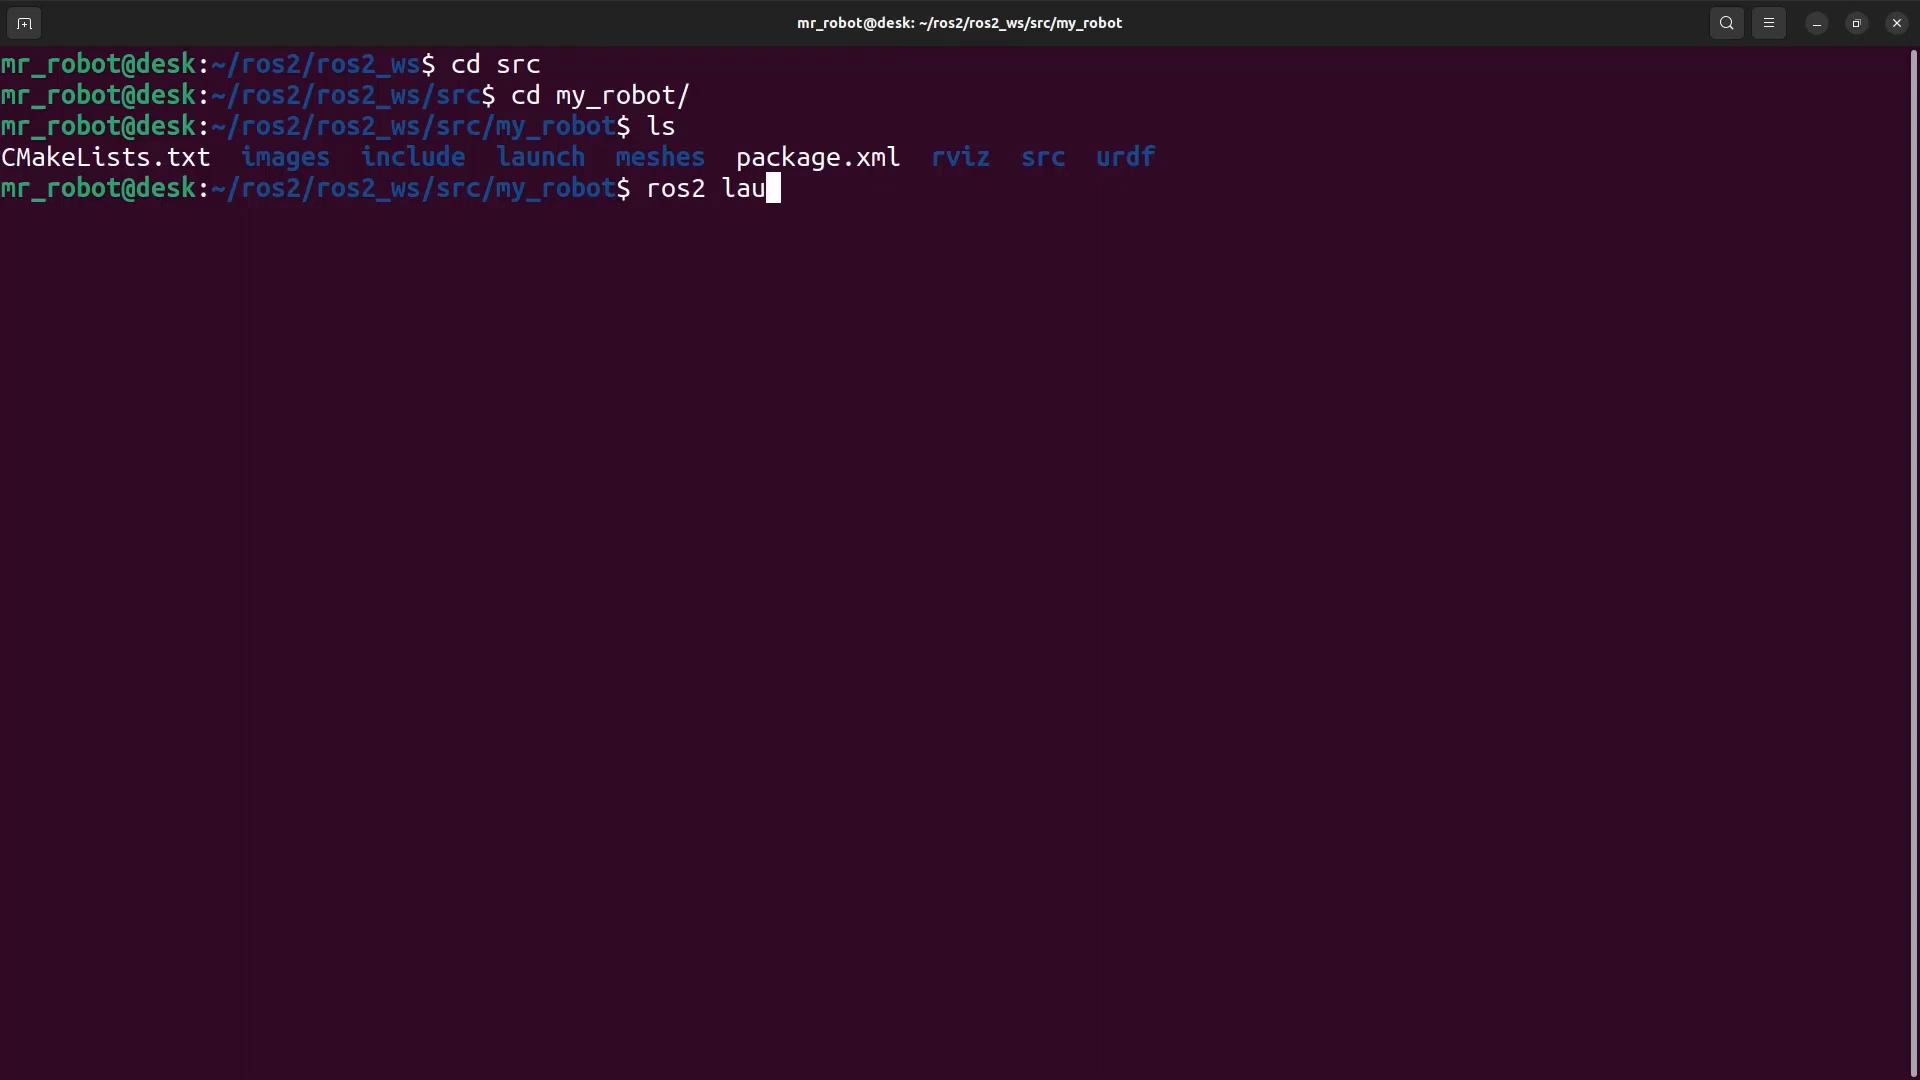 mr_robot@desk: ~/ros2/ros2_ws/src/my_robot
mr_robot@desk:~/ros2/ros2_ws$ cd src
mr_robot@desk:~/ros2/ros2_ws/src$ cd my_robot/
mr_robot@desk:~/ros2/ros2_ws/src/my_robot$ ls
CMakeLists.txt  images  include  launch  meshes  package.xml  rviz  src  urdf
mr_robot@desk:~/ros2/ros2_ws/src/my_robot$ ros2 lau